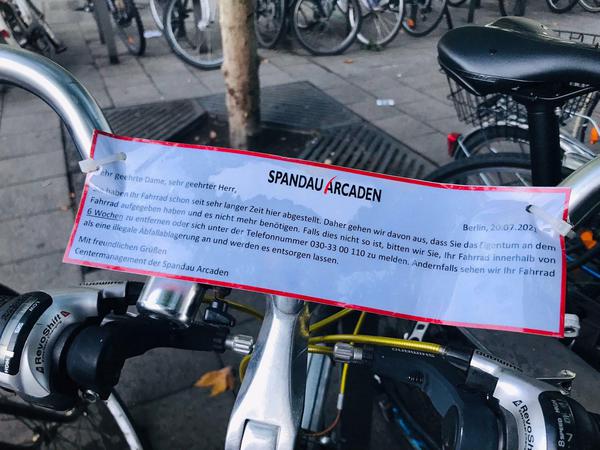 SPANDAU ARCADEN
Berlin, 20.07.202
geehrte Dame, sehr geehrter Herr,
haben Ihr Fahrrad schon seit sehr langer Zeit hier abgestellt. Daher gehen wir davon aus, dass Sie das Eigentum an dem
Fahrrad aufgegeben haben und es nicht mehr benötigen. Falls dies nicht so ist, bitten wir Sie, Ihr Fahrrad innerhalb von
6 Wochen zu entfernen oder sich unter der Telefonnummer 030-33 00 110 zu melden. Andernfalls sehen wir Ihr Fahrrad
als eine illegale Abfallablagerung an und werden es entsorgen lassen.
Mit freundlichen Grüßen
Centermanagement der Spandau Arcaden
RevoShift
RevoShift